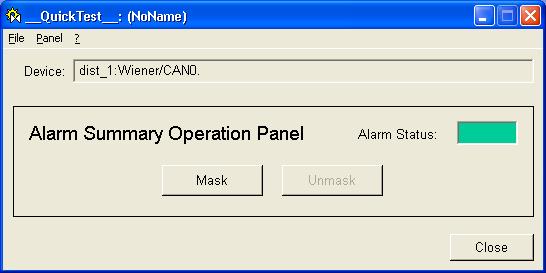 __QuickTest__: (NoName)
File Panel ?
Device: dist_1:Wiener/CAN0.
Alarm Summary Operation Panel Alarm Status:
Mask Unmask
Close